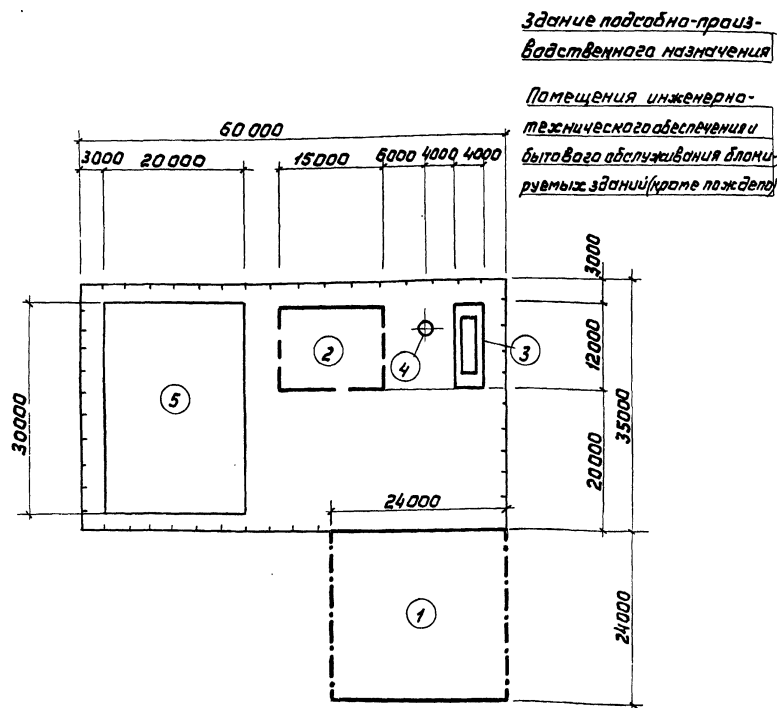 Здание подсобно-произ-
водственного назначения
Помещения инженерно-
технического обеспечения и
бытового обслуживания блоки-
руемых зданий (кроме пождепо)
60 000
3000 20 000 15000 6000 4000 4000
3000
12000
35000
20000
30000
24000
24000
2
4
3
5
1